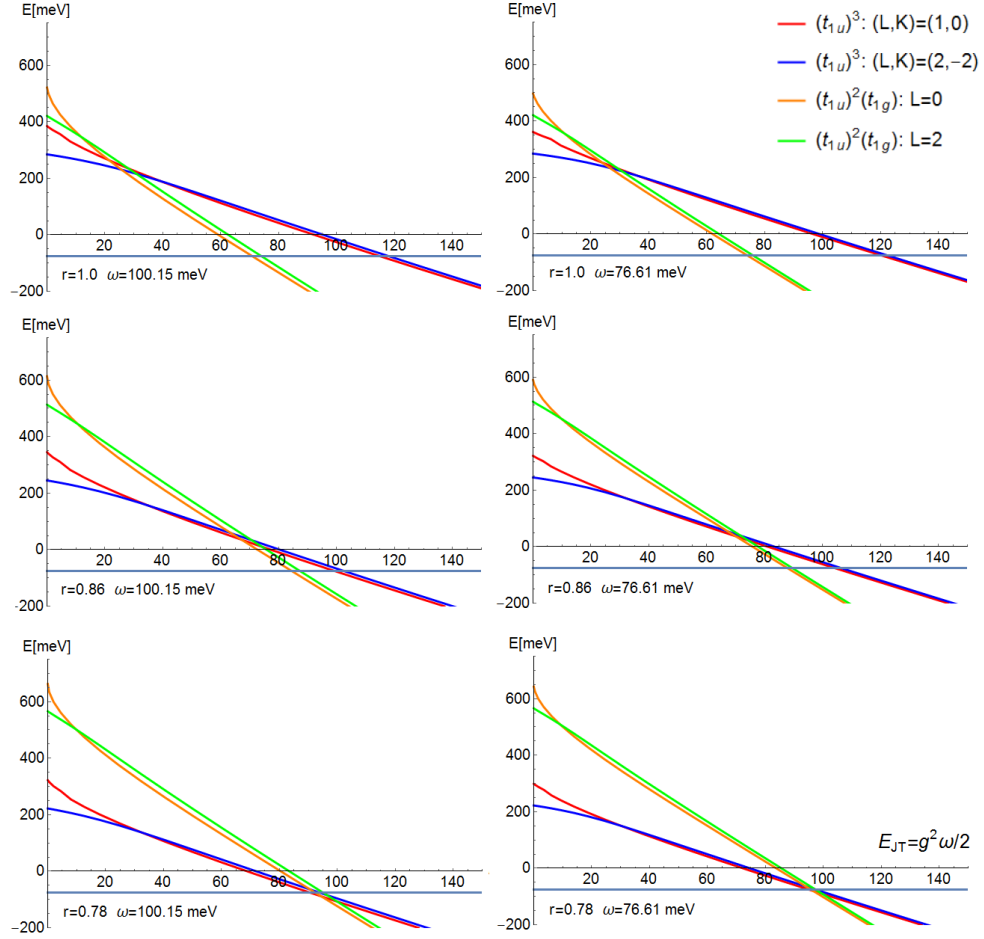 E[meV]
600
400
200
0
−200
20 40 60 80 100 120 140
r=1.0 ω=100.15 meV
E[meV]
600
400
200
0
−200
20 40 60 80 100 120 140
r=1.0 ω=76.61 meV
(t1u)³: (L,K)=(1,0)
(t1u)³: (L,K)=(2,−2)
(t1u)²(t1g): L=0
(t1u)²(t1g): L=2
E[meV]
600
400
200
0
-200
20 40 60 80 100 120 140
r=0.86 ω=100.15 meV
E[meV]
600
400
200
0
−200
20 40 60 80 100 120 140
r=0.86 ω=76.61 meV
E[meV]
600
400
200
0
−200
20 40 60 80 100 120 140
r=0.78 ω=100.15 meV
E[meV]
600
400
200
0
−200
20 40 60 80 100 120 140
r=0.78 ω=76.61 meV
EJT=g²ω/2